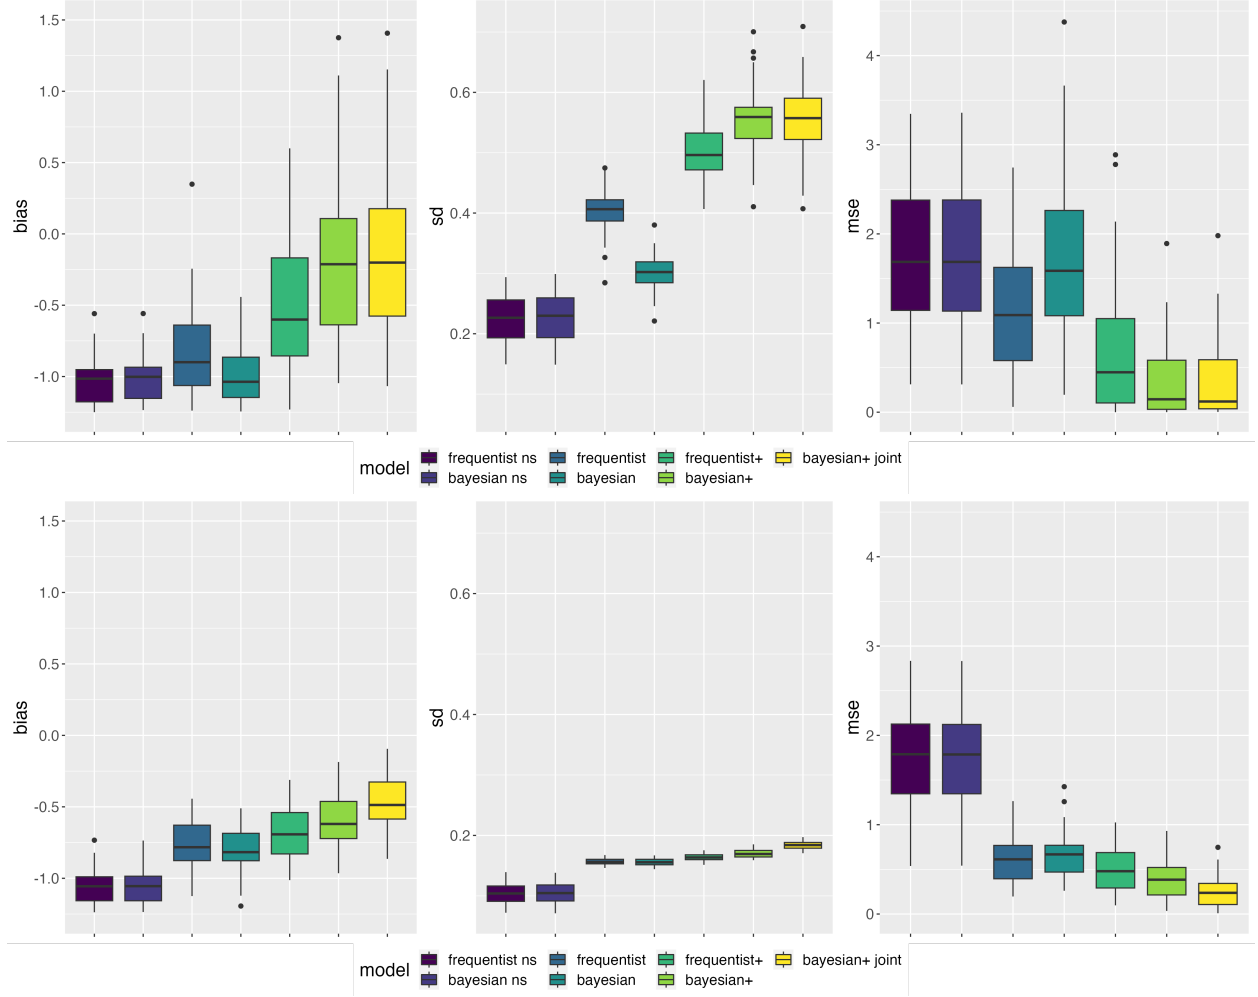 1.5
1.0
0.5
0.0
-0.5
-1.0
bias
0.6
0.4
0.2
sd
4
3
2
1
0
mse
model
frequentist ns
frequentist
frequentist+
bayesian+ joint
bayesian ns
bayesian
bayesian+
1.5
1.0
0.5
0.0
-0.5
-1.0
bias
0.6
0.4
0.2
sd
4
3
2
1
0
mse
model
frequentist ns
frequentist
frequentist+
bayesian+ joint
bayesian ns
bayesian
bayesian+